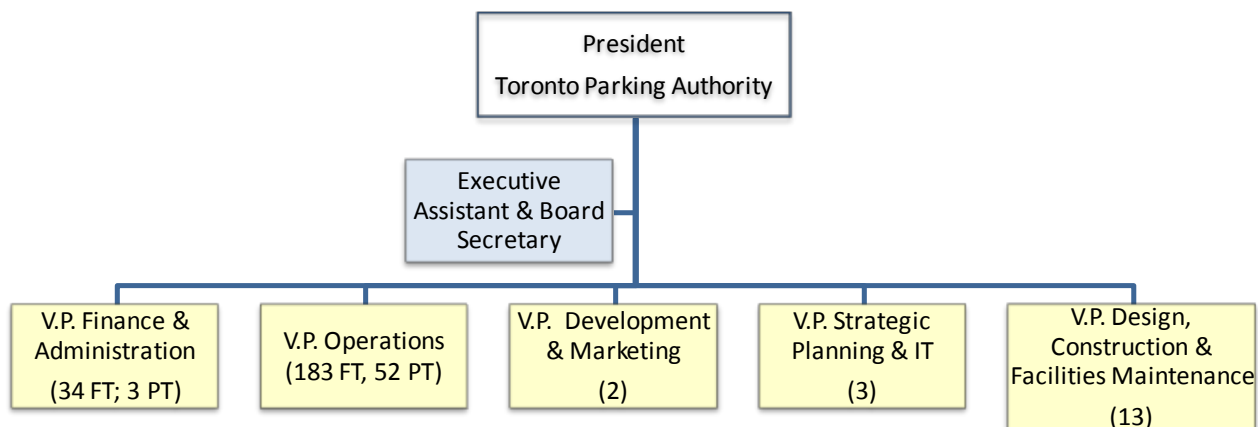 President
Toronto Parking Authority
Executive
Assistant & Board
Secretary
V.P. Finance &
Administration
(34 FT; 3 PT)
V.P. Operations
(183 FT, 52 PT)
V.P. Development
& Marketing
(2)
V.P. Strategic
Planning & IT
(3)
V.P. Design,
Construction &
Facilities Maintenance
(13)